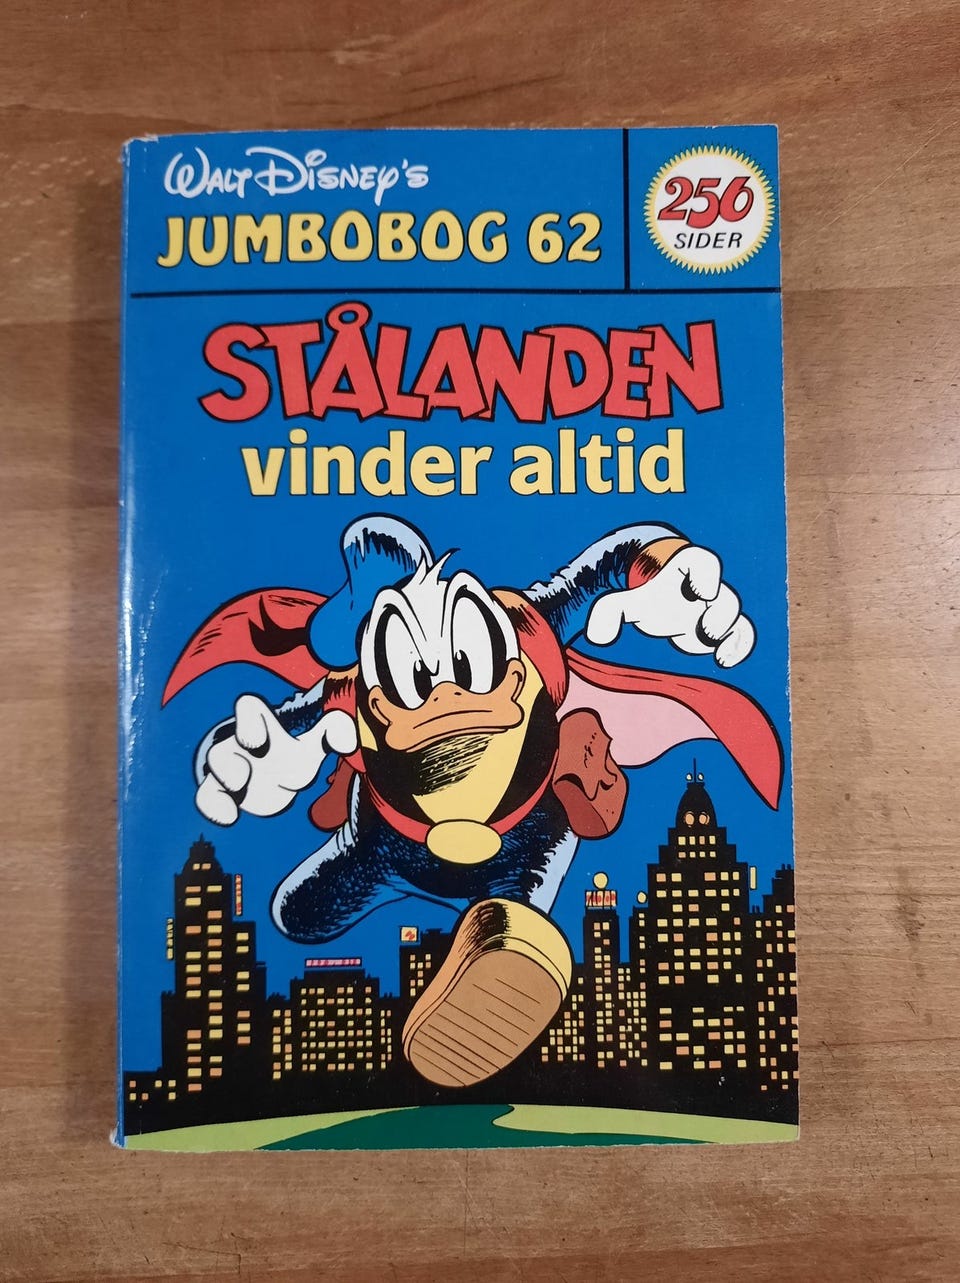 WALT DISNEY'S
JUMBOBOG 62
256
SIDER
STÅLANDEN
vinder altid